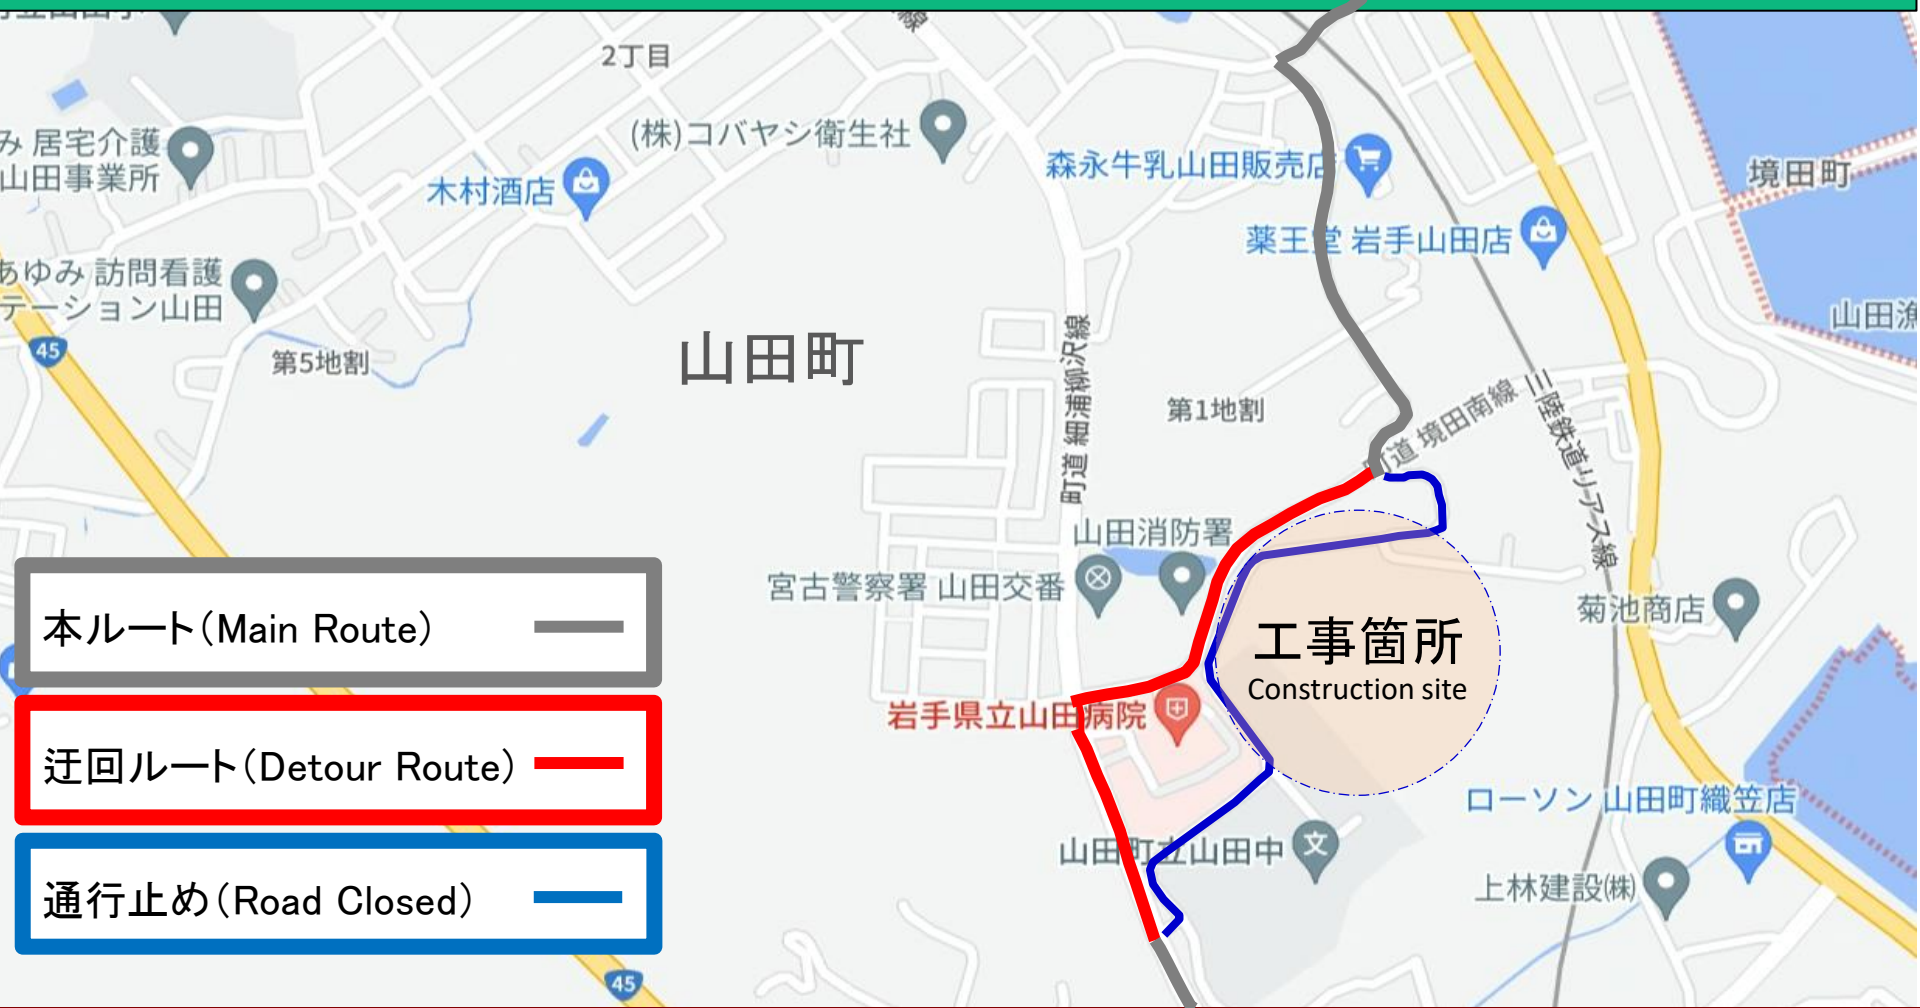 2丁目
(株)コバヤシ衛生社
み 居宅介護
山田事業所
木村酒店
森永牛乳山田販売店
境田町
薬王堂 岩手山田店
あゆみ 訪問看護
テーション山田
山田漁
45
第5地割
山田町
町道 細浦柳沢線
第1地割
町道 境田南線
三陸鉄道リアス線
山田消防署
宮古警察署 山田交番
菊池商店
工事箇所
Construction site
本ルート(Main Route)
岩手県立山田病院
迂回ルート(Detour Route)
ローソン 山田町織笠店
山田町立山田中
文
上林建設㈱
通行止め(Road Closed)
45